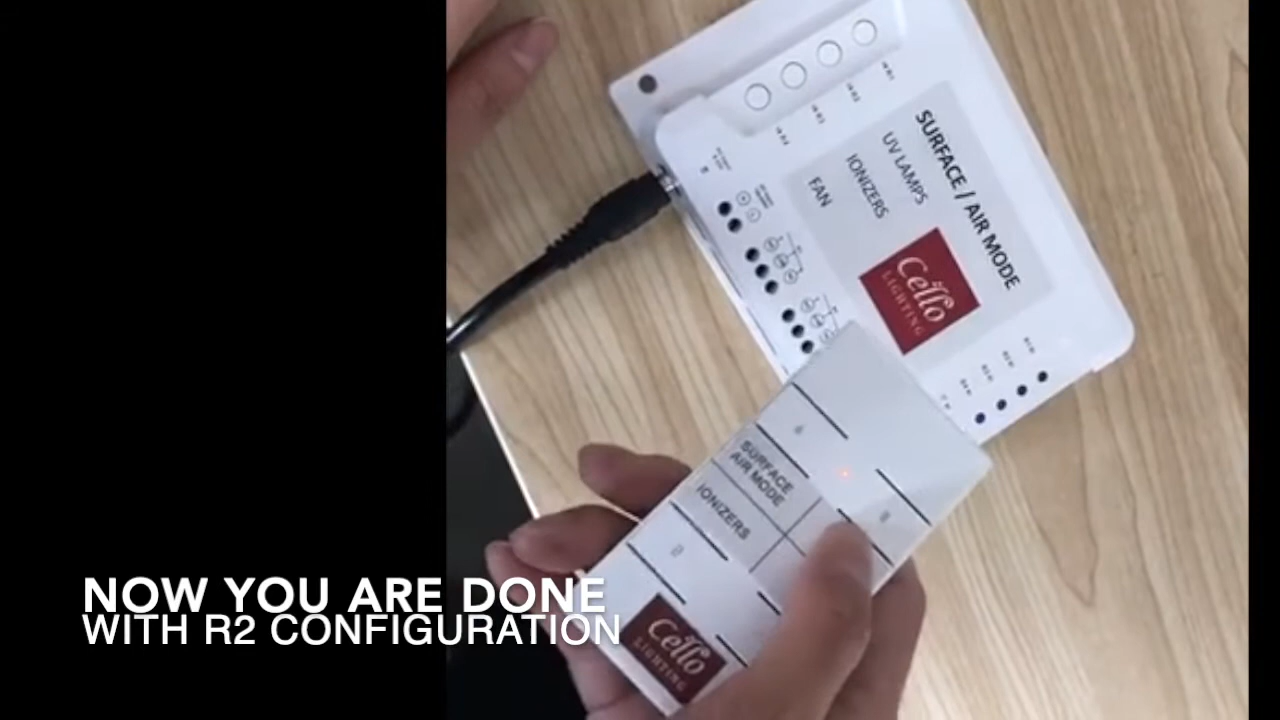 SURFACE / AIR MODE
UV LAMPS
IONIZERS
FAN
Cello
LIGHTING
SURFACE
AIR MODE
IONIZERS
Cello
LIGHTING
NOW YOU ARE DONE
WITH R2 CONFIGURATION